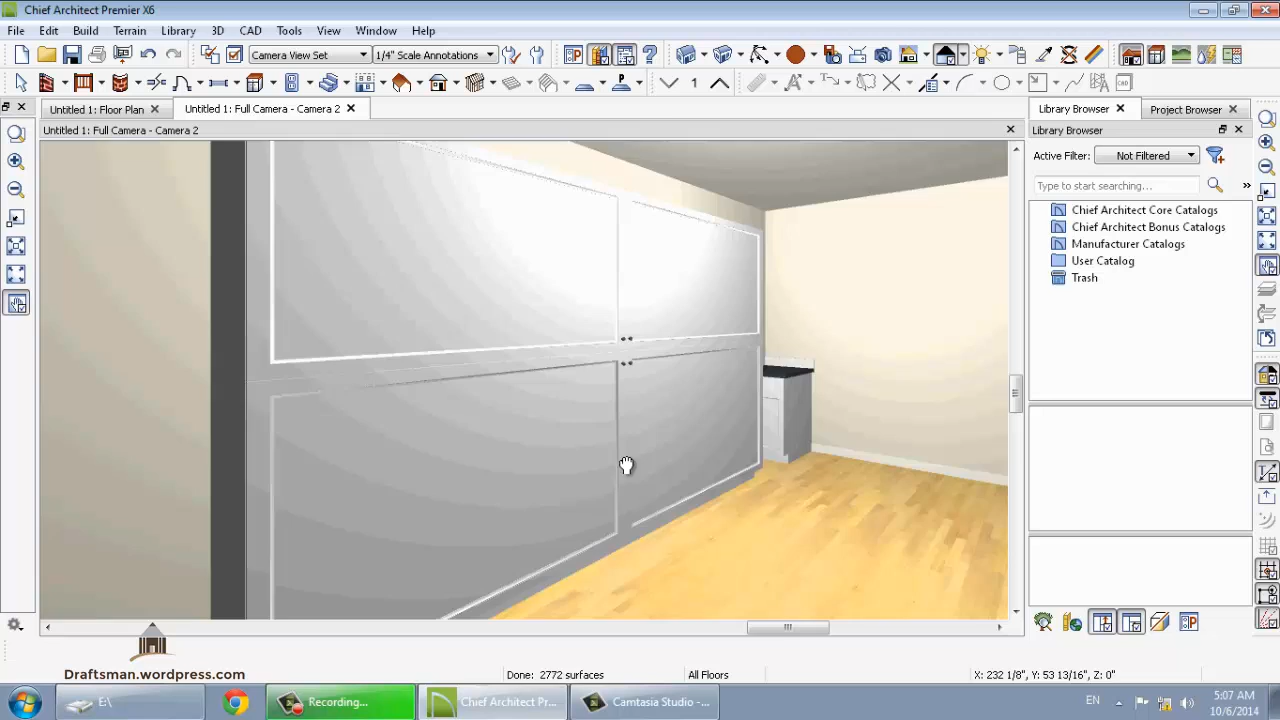 Chief Architect Premier X6
File Edit Build Terrain Library 3D CAD Tools View Window Help
Camera View Set 1/4" Scale Annotations
1
Untitled 1: Floor Plan Untitled 1: Full Camera - Camera 2
Library Browser Project Browser
Untitled 1: Full Camera - Camera 2
Library Browser
Active Filter: Not Filtered
Type to start searching...
Chief Architect Core Catalogs
Chief Architect Bonus Catalogs
Manufacturer Catalogs
User Catalog
Trash
Draftsman.wordpress.com
Done: 2772 surfaces All Floors X: 232 1/8", Y: 53 13/16", Z: 0"
E:\ Recording... Chief Architect Pr... Camtasia Studio -...
EN 5:07 AM
10/6/2014